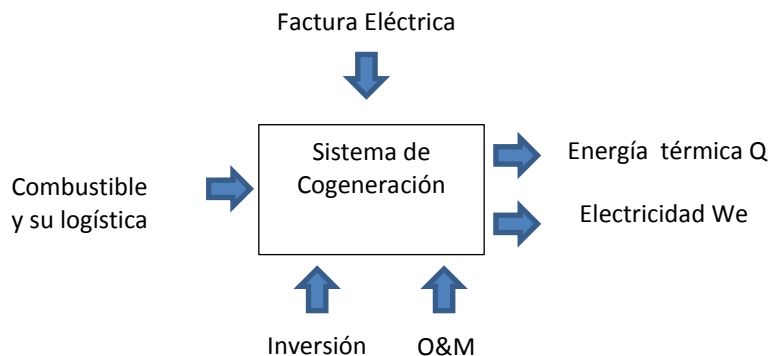 Factura Eléctrica
Sistema de
Cogeneración
Energía térmica Q
Combustible
y su logística
Electricidad We
Inversión
O&M